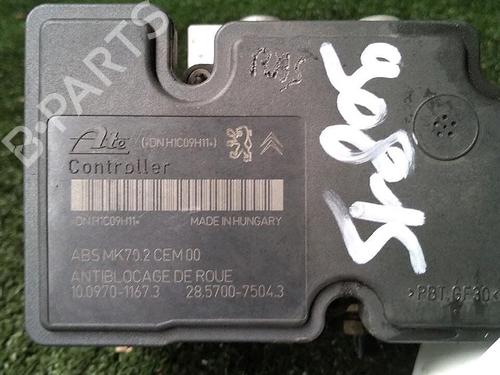 B-PARTS
Ate (*DN H1C09H11*)
Controller
*DN H1C09H11*
MADE IN HUNGARY
ABS MK70.2 CEM 00
ANTIBLOCAGE DE ROUE
10.0970-1167.3 28.5700-7504.3
>PBT GF30<